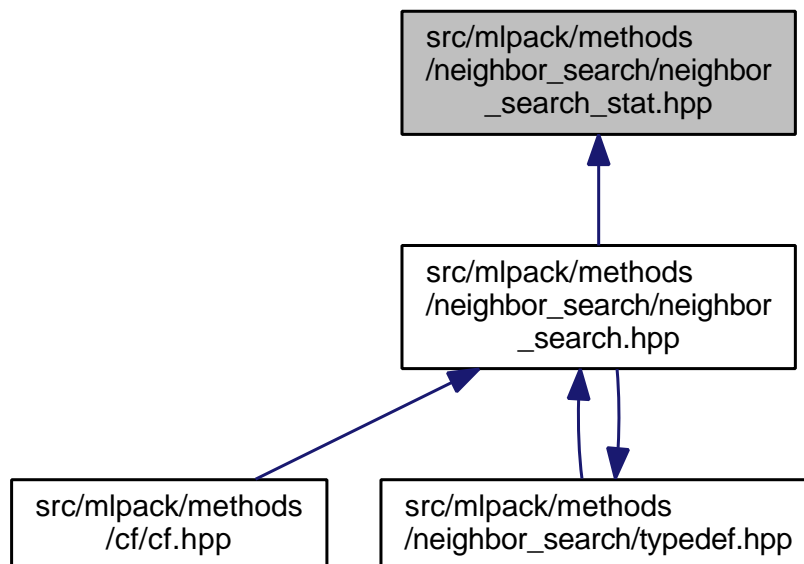 src/mlpack/methods
/neighbor_search/neighbor
_search_stat.hpp
src/mlpack/methods
/neighbor_search/neighbor
_search.hpp
src/mlpack/methods
/cf/cf.hpp
src/mlpack/methods
/neighbor_search/typedef.hpp